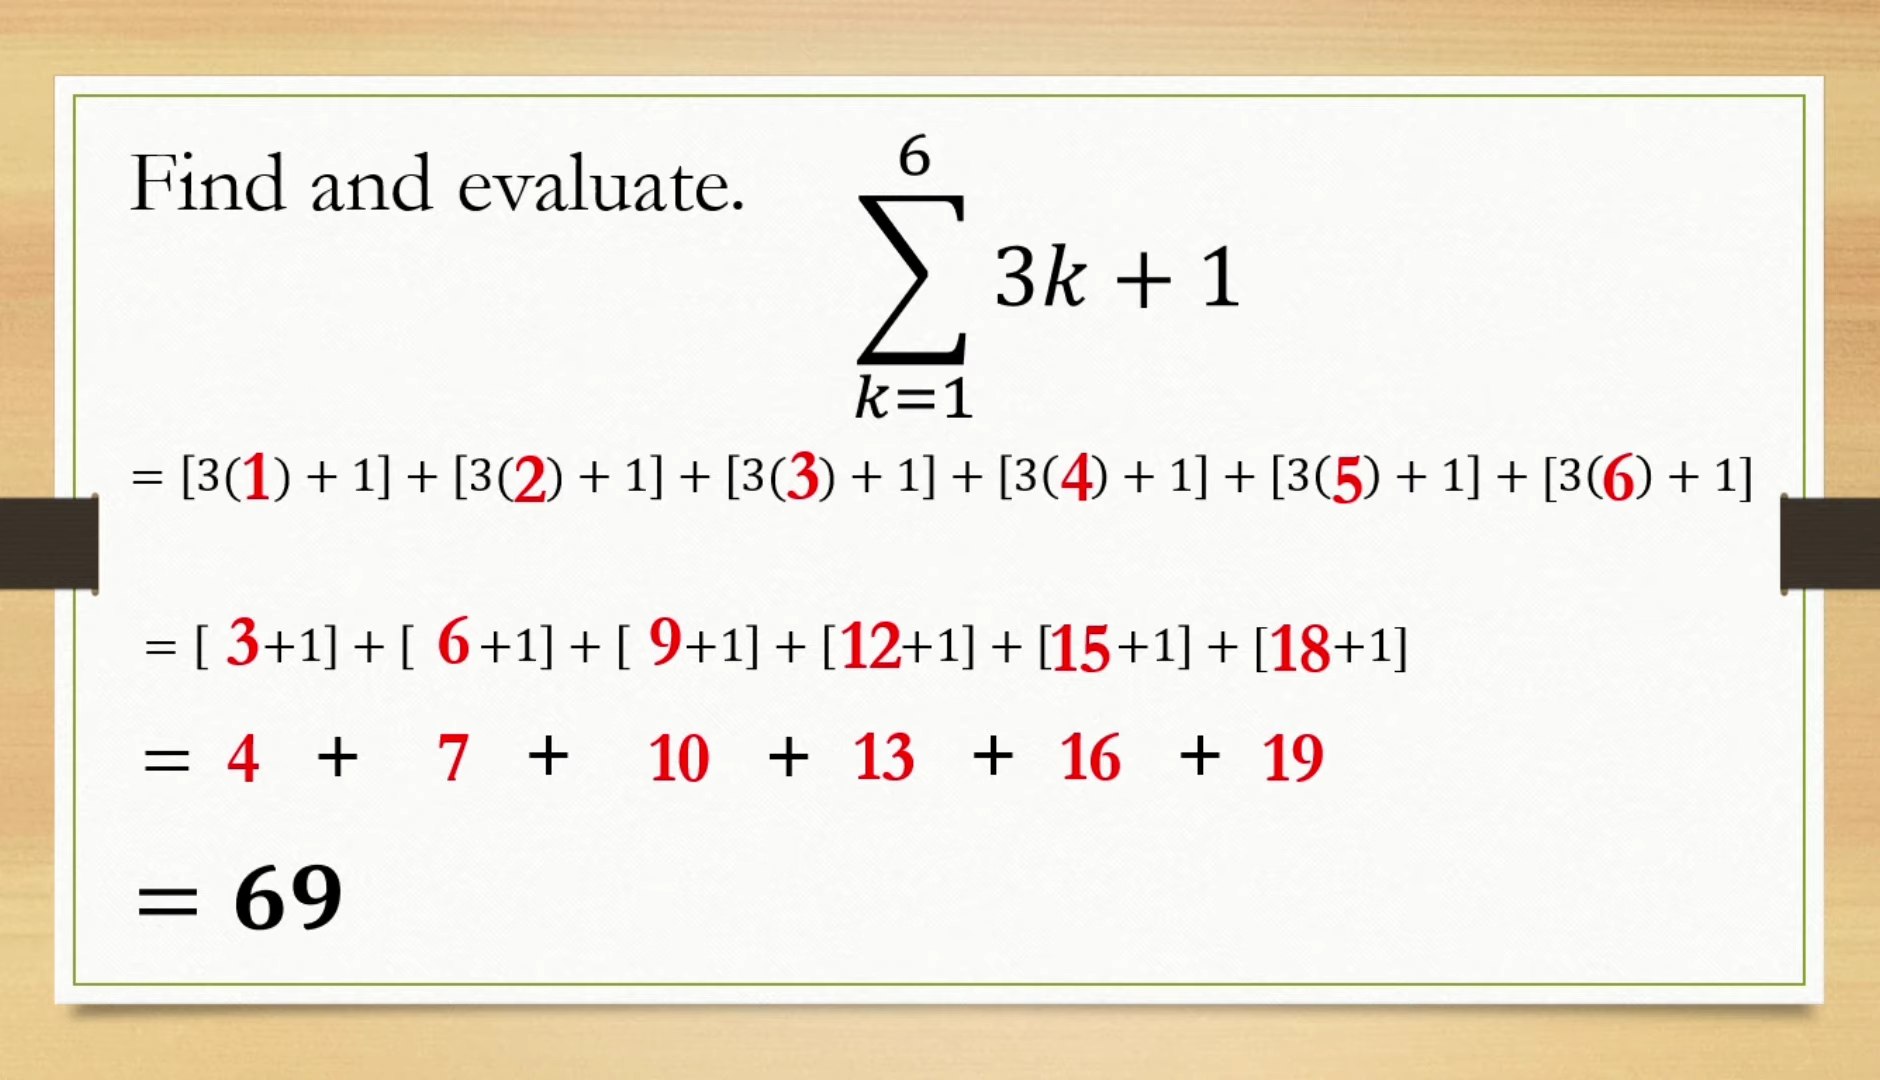 Find and evaluate.
6
∑ 3k + 1
k=1
= [3(1) + 1] + [3(2) + 1] + [3(3) + 1] + [3(4) + 1] + [3(5) + 1] + [3(6) + 1]
= [ 3+1] + [ 6+1] + [ 9+1] + [12+1] + [15+1] + [18+1]
= 4 + 7 + 10 + 13 + 16 + 19
= 69